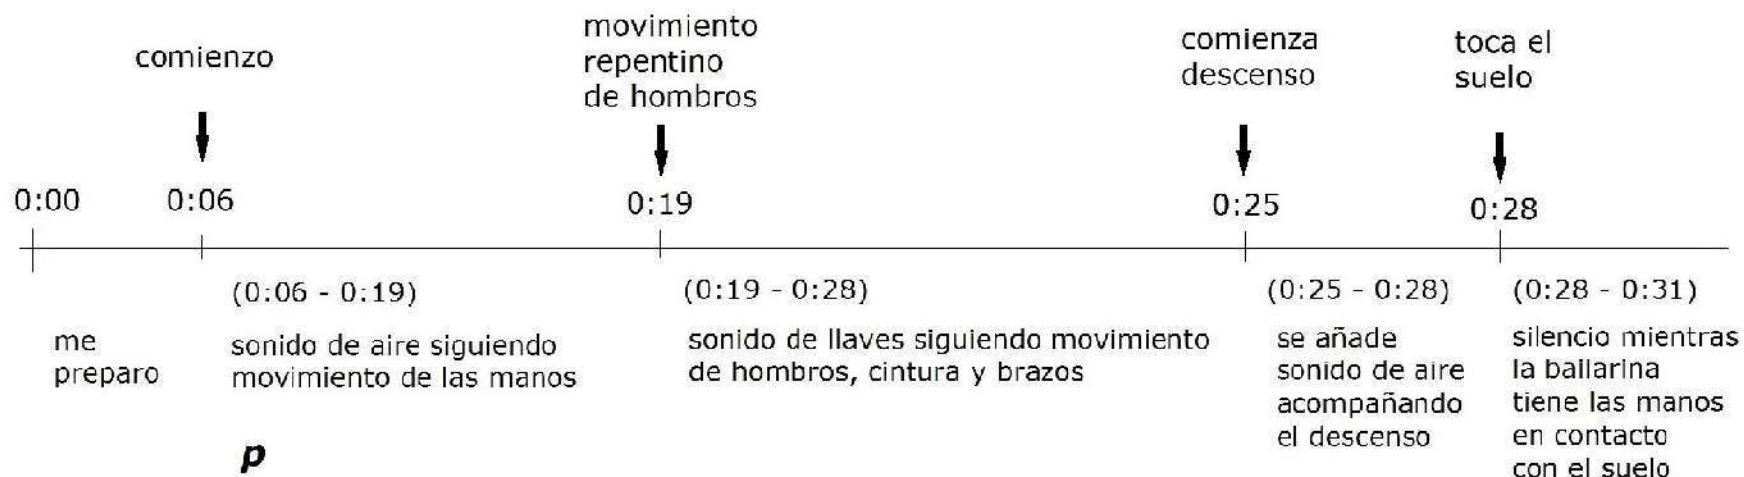 comienzo
movimiento
repentino
de hombros
comienza
descenso
toca el
suelo
0:00
0:06
0:19
0:25
0:28
(0:06 - 0:19)
(0:19 - 0:28)
(0:25 - 0:28)
(0:28 - 0:31)
me
preparo
sonido de aire siguiendo
movimiento de las manos
p
sonido de llaves siguiendo movimiento
de hombros, cintura y brazos
se añade
sonido de aire
acompañando
el descenso
silencio mientras
la bailarina
tiene las manos
en contacto
con el suelo